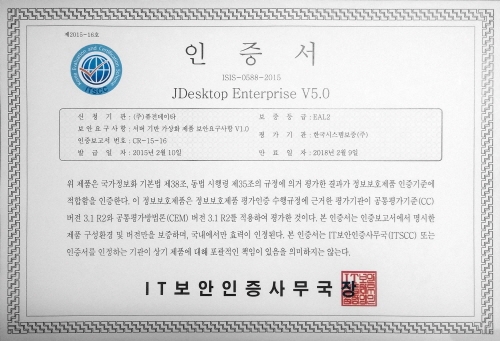 제2015-16호
ITSCC
인 증 서
ISIS-0588-2015
JDesktop Enterprise V5.0
신 청 기 관 : (주)퓨전데이타
보 증 등 급 : EAL2
보 안 요 구 사 항 : 서버 기반 가상화 제품 보안요구사항 V1.0
평 가 기 관 : 한국시스템보증(주)
인증보고서 번호 : CR-15-16
발 급 일 자 : 2015년 2월 10일
만 료 일 자 : 2018년 2월 9일
위 제품은 국가정보화 기본법 제38조, 동법 시행령 제35조의 규정에 의거 평가한 결과가 정보보호제품 인증기준에
적합함을 인증한다. 이 정보보호제품은 정보보호제품 평가인증 수행규정에 근거한 평가기관이 공통평가기준(CC)
버전 3.1 R2와 공통평가방법론(CEM) 버전 3.1 R2를 적용하여 평가한 것이다. 본 인증서는 인증보고서에서 명시한
제품 구성환경 및 버전만을 보증하며, 국내에서만 효력이 인정된다. 본 인증서는 IT보안인증사무국(ITSCC) 또는
인증서를 인정하는 기관이 상기 제품에 대해 포괄적인 책임이 있음을 의미하지는 않는다.
IT보안인증사무국장